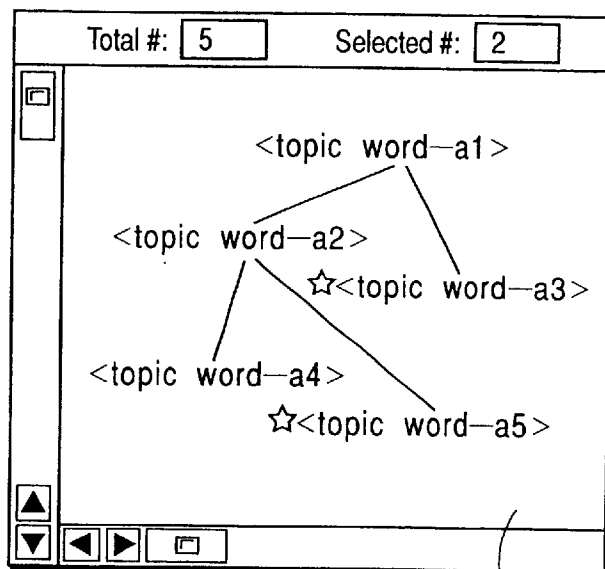 Total #: 5 Selected #: 2
<topic word—a1>
<topic word—a2>
☆<topic word—a3>
<topic word—a4>
☆<topic word—a5>